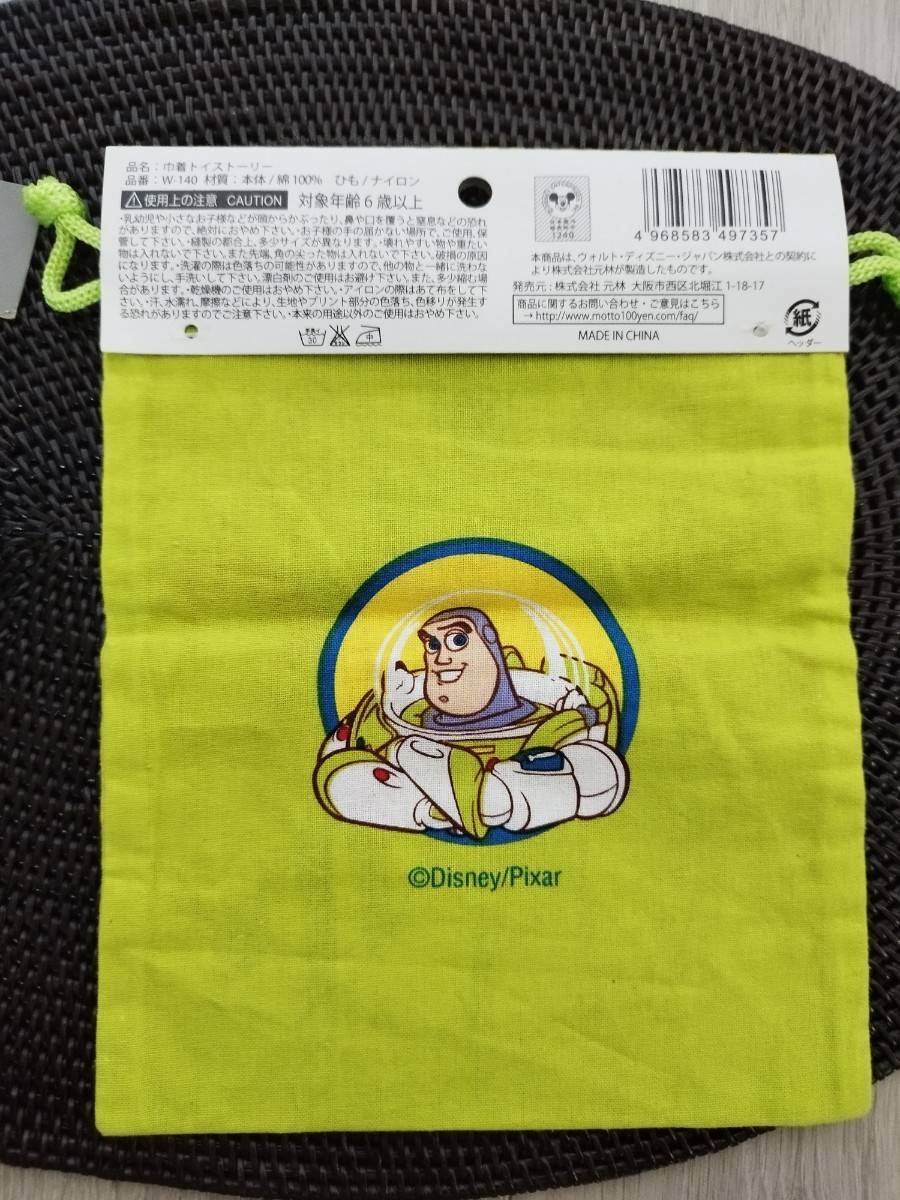 品名：巾着トイストーリー
品番：W-140 材質：本体/綿100% ひも/ナイロン
使用上の注意 CAUTION 対象年齢6歳以上
・乳幼児や小さなお子様などが頭からかぶったり、鼻や口を覆うと窒息などの恐れ
がありますので、絶対におやめ下さい。・お子様の手の届かない場所で、ご使用、保
管して下さい。・縫製の都合上、多少サイズが異なります。・壊れやすい物や重たい
物は入れないで下さい。また先端、角の尖った物は入れないで下さい。破損の原因
になります。・洗濯の際は色落ちの可能性がありますので、他の物と一緒に洗わな
いようにし、手洗いして下さい。漂白剤のご使用はお避け下さい。また、多少縮む場
合があります。・乾燥機のご使用はおやめ下さい。・アイロンの際はあて布をして下
さい。・汗、水濡れ、摩擦などにより、生地やプリント部分の色落ち、色移りが発生す
る恐れがありますのでご注意下さい。・本来の用途以外のご使用はおやめ下さい。
手洗イ
30
中
1240
4 968583 497357
本商品は、ウォルト・ディズニー・ジャパン株式会社との契約に
より株式会社元林が製造したものです。
発売元：株式会社 元林 大阪市西区北堀江 1-18-17
商品に関するお問い合わせ・ご意見はこちら
→http://www.motto100yen.com/faq/
MADE IN CHINA
紙
ヘッダー
©Disney/Pixar